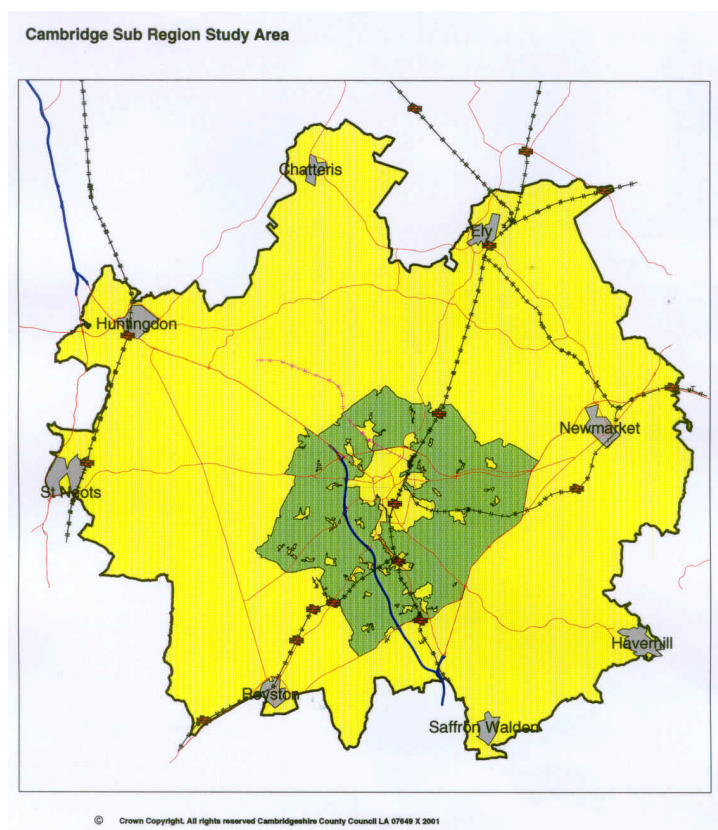 Cambridge Sub Region Study Area
Chatteris
Ely
Huntingdon
Newmarket
St Neots
Haverhill
Royston
Saffron Walden
© Crown Copyright. All rights reserved Cambridgeshire County Council LA 07649 X 2001